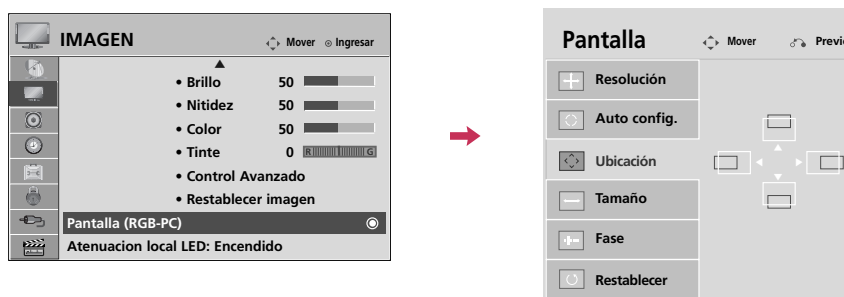 IMAGEN
Mover
Ingresar
• Brillo 50
• Nitidez 50
• Color 50
• Tinte 0 R G
• Control Avanzado
• Restablecer imagen
Pantalla (RGB-PC)
Atenuacion local LED: Encendido
Pantalla
Mover
Resolución
Auto config.
Ubicación
Tamaño
Fase
Restablecer